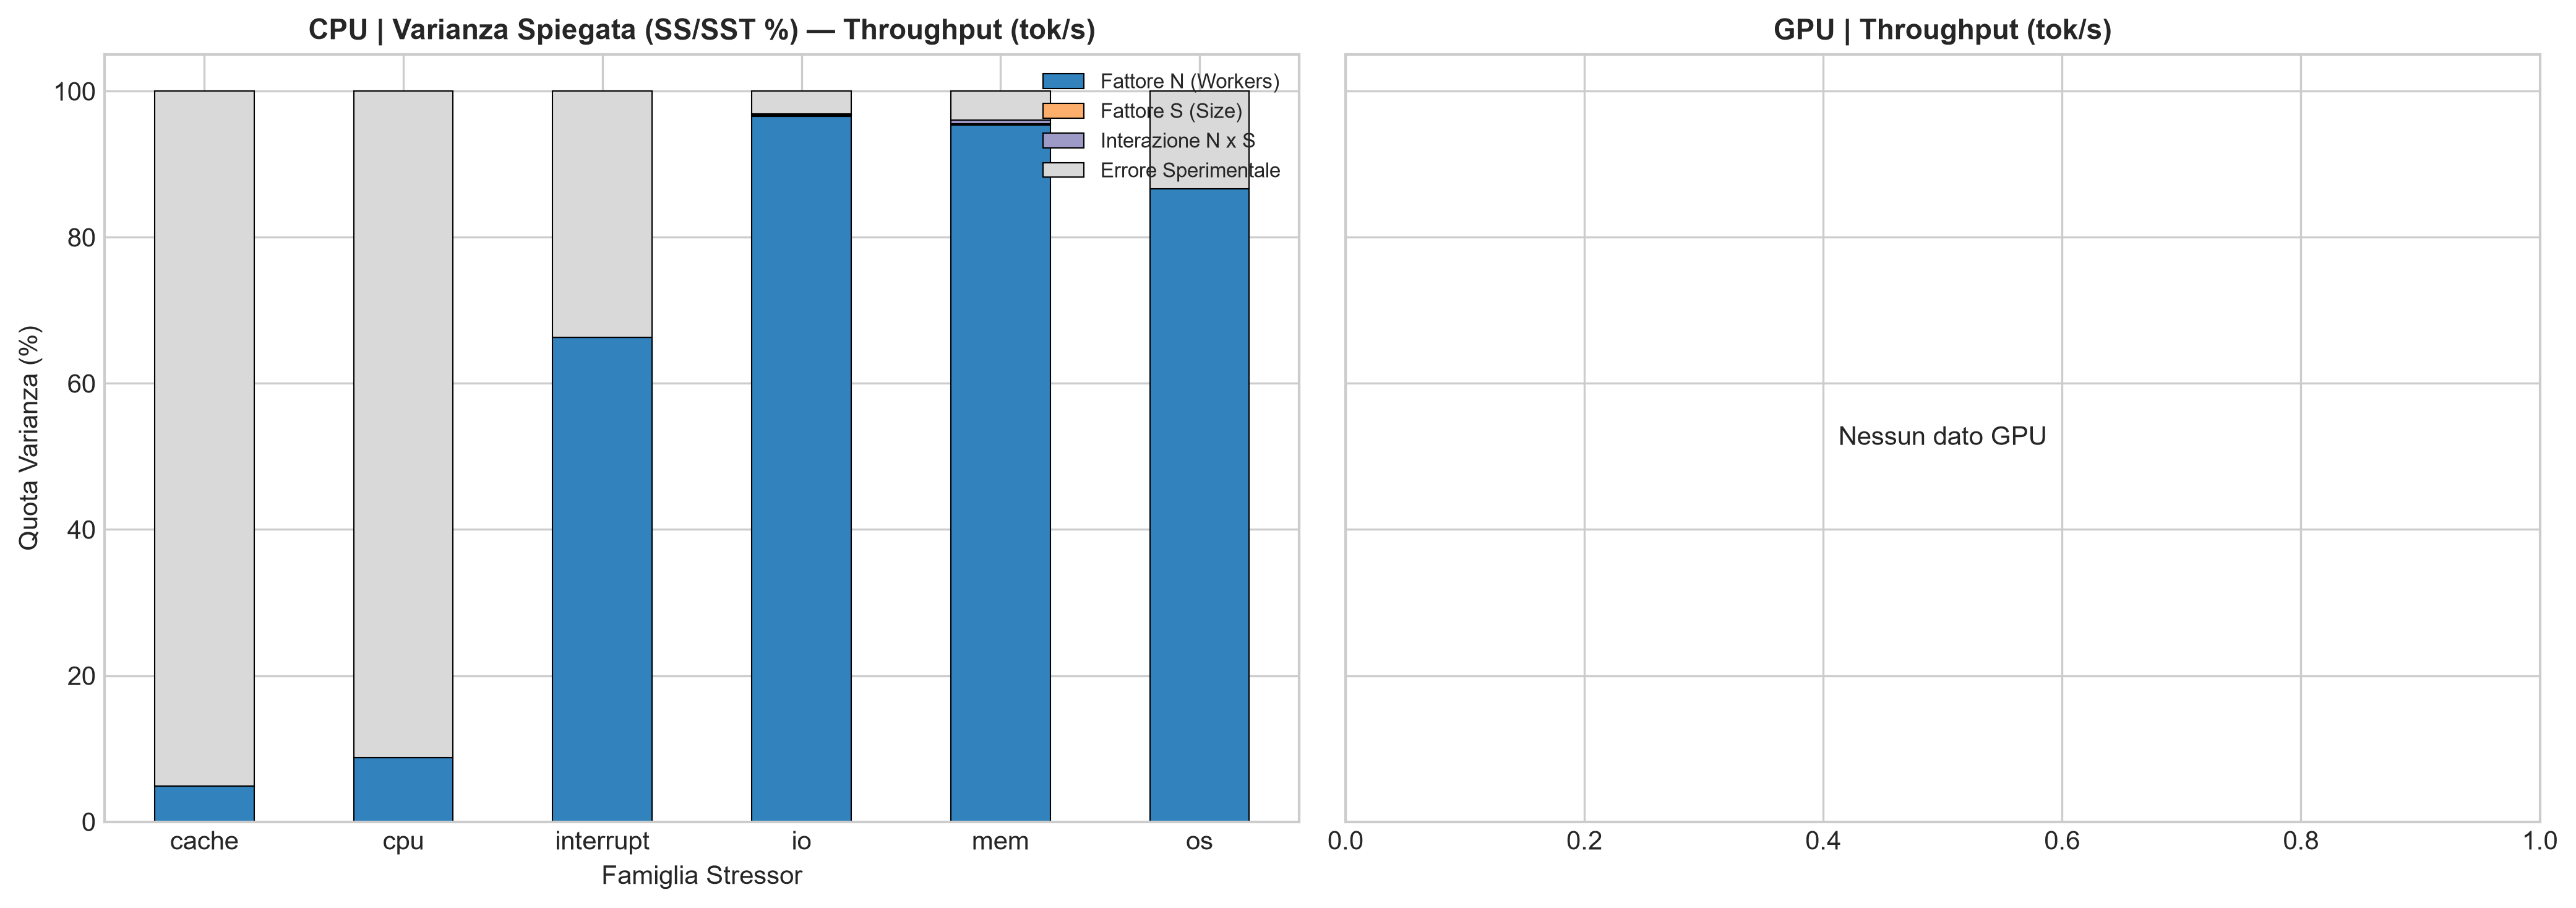 CPU | Varianza Spiegata (SS/SST %) — Throughput (tok/s)
Fattore N (Workers)
Fattore S (Size)
Interazione N x S
Errore Sperimentale
Quota Varianza (%)
100
80
60
40
20
0
cache cpu interrupt io mem os
Famiglia Stressor
GPU | Throughput (tok/s)
Nessun dato GPU
0.0 0.2 0.4 0.6 0.8 1.0